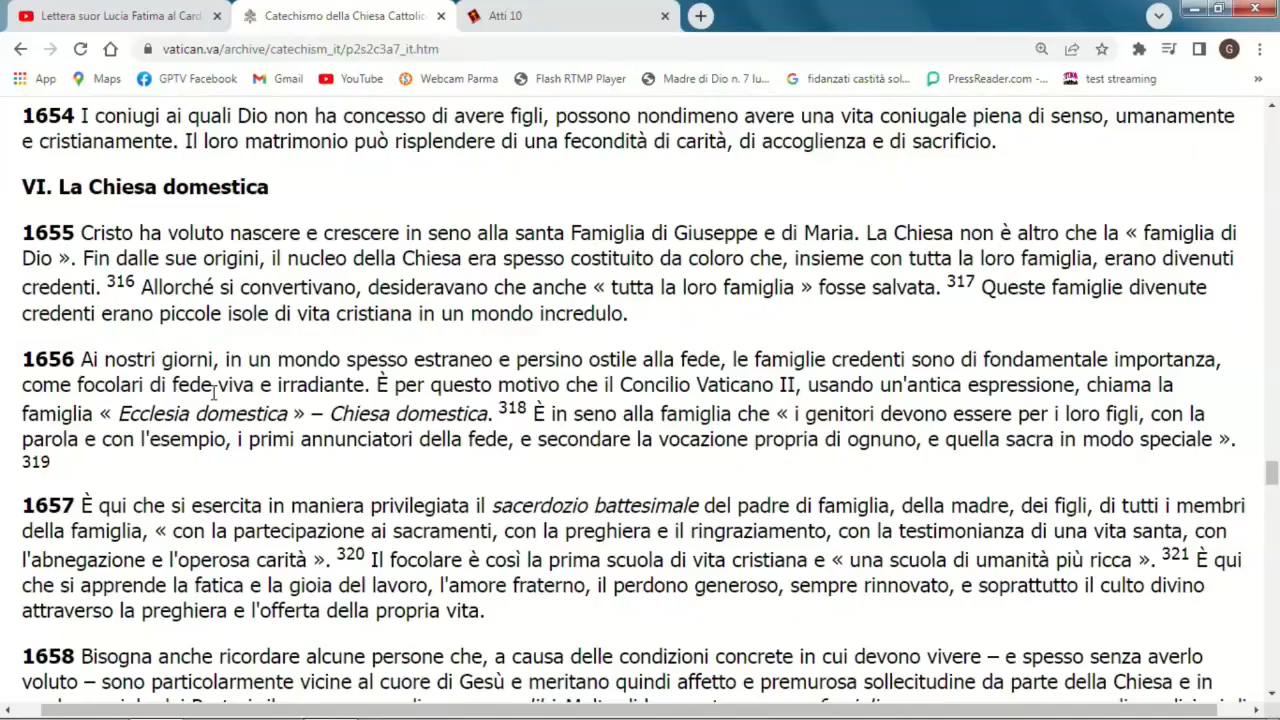 Lettera suor Lucia Fatima al Card
Catechismo della Chiesa Cattolic
Atti 10
vatican.va/archive/catechism_it/p2s2c3a7_it.htm
G
App Maps GPTV Facebook Gmail YouTube Webcam Parma Flash RTMP Player Madre di Dio n. 7 lu... fidanzati castità sol... PressReader.com -... test streaming »
1654 I coniugi ai quali Dio non ha concesso di avere figli, possono nondimeno avere una vita coniugale piena di senso, umanamente
e cristianamente. Il loro matrimonio può risplendere di una fecondità di carità, di accoglienza e di sacrificio.
VI. La Chiesa domestica
1655 Cristo ha voluto nascere e crescere in seno alla santa Famiglia di Giuseppe e di Maria. La Chiesa non è altro che la « famiglia di
Dio ». Fin dalle sue origini, il nucleo della Chiesa era spesso costituito da coloro che, insieme con tutta la loro famiglia, erano divenuti
credenti. 316 Allorché si convertivano, desideravano che anche « tutta la loro famiglia » fosse salvata. 317 Queste famiglie divenute
credenti erano piccole isole di vita cristiana in un mondo incredulo.
1656 Ai nostri giorni, in un mondo spesso estraneo e persino ostile alla fede, le famiglie credenti sono di fondamentale importanza,
come focolari di fede viva e irradiante. È per questo motivo che il Concilio Vaticano II, usando un'antica espressione, chiama la
famiglia « Ecclesia domestica » – Chiesa domestica. 318 È in seno alla famiglia che « i genitori devono essere per i loro figli, con la
parola e con l'esempio, i primi annunciatori della fede, e secondare la vocazione propria di ognuno, e quella sacra in modo speciale ».
319
1657 È qui che si esercita in maniera privilegiata il sacerdozio battesimale del padre di famiglia, della madre, dei figli, di tutti i membri
della famiglia, « con la partecipazione ai sacramenti, con la preghiera e il ringraziamento, con la testimonianza di una vita santa, con
l'abnegazione e l'operosa carità ». 320 Il focolare è così la prima scuola di vita cristiana e « una scuola di umanità più ricca ». 321 È qui
che si apprende la fatica e la gioia del lavoro, l'amore fraterno, il perdono generoso, sempre rinnovato, e soprattutto il culto divino
attraverso la preghiera e l'offerta della propria vita.
1658 Bisogna anche ricordare alcune persone che, a causa delle condizioni concrete in cui devono vivere – e spesso senza averlo
voluto – sono particolarmente vicine al cuore di Gesù e meritano quindi affetto e premurosa sollecitudine da parte della Chiesa e in